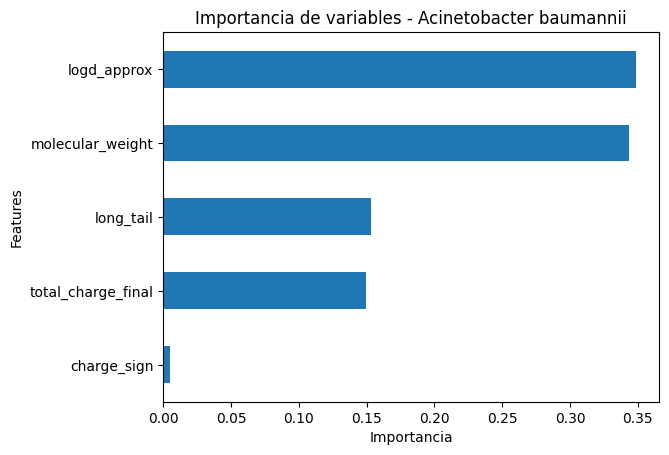 Importancia de variables - Acinetobacter baumannii
Features
logd_approx
molecular_weight
long_tail
total_charge_final
charge_sign
0.00 0.05 0.10 0.15 0.20 0.25 0.30 0.35
Importancia